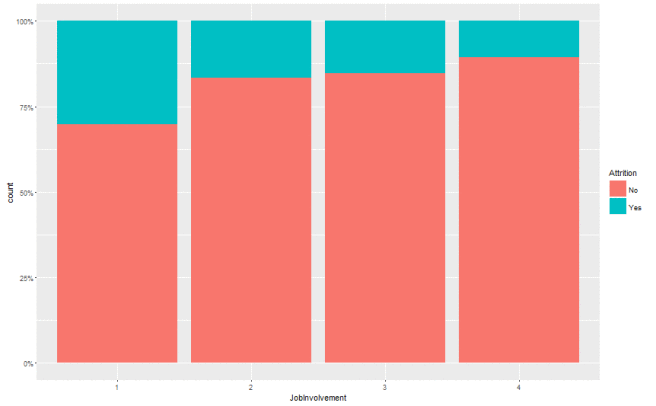 100%
75%
50%
25%
0%
count
1 2 3 4
JobInvolvement
Attrition
No
Yes